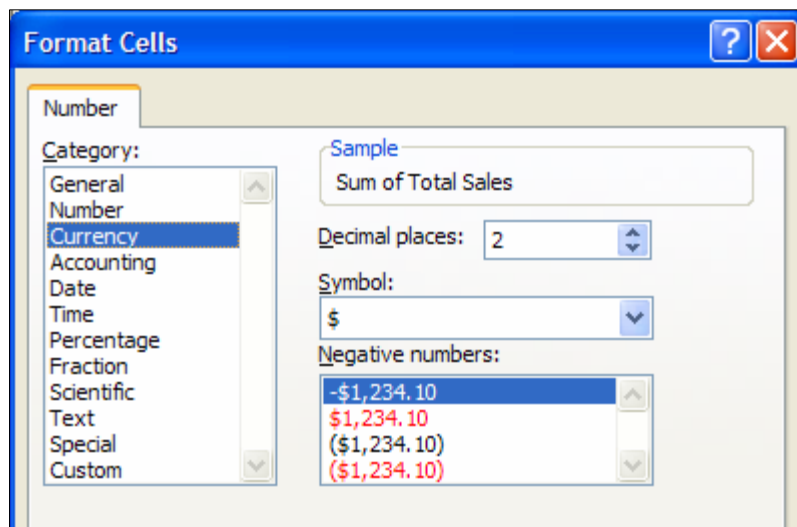 Format Cells
Number
Category:
General
Number
Currency
Accounting
Date
Time
Percentage
Fraction
Scientific
Text
Special
Custom
Sample
Sum of Total Sales
Decimal places: 2
Symbol:
$
Negative numbers:
-$1,234.10
$1,234.10
($1,234.10)
($1,234.10)